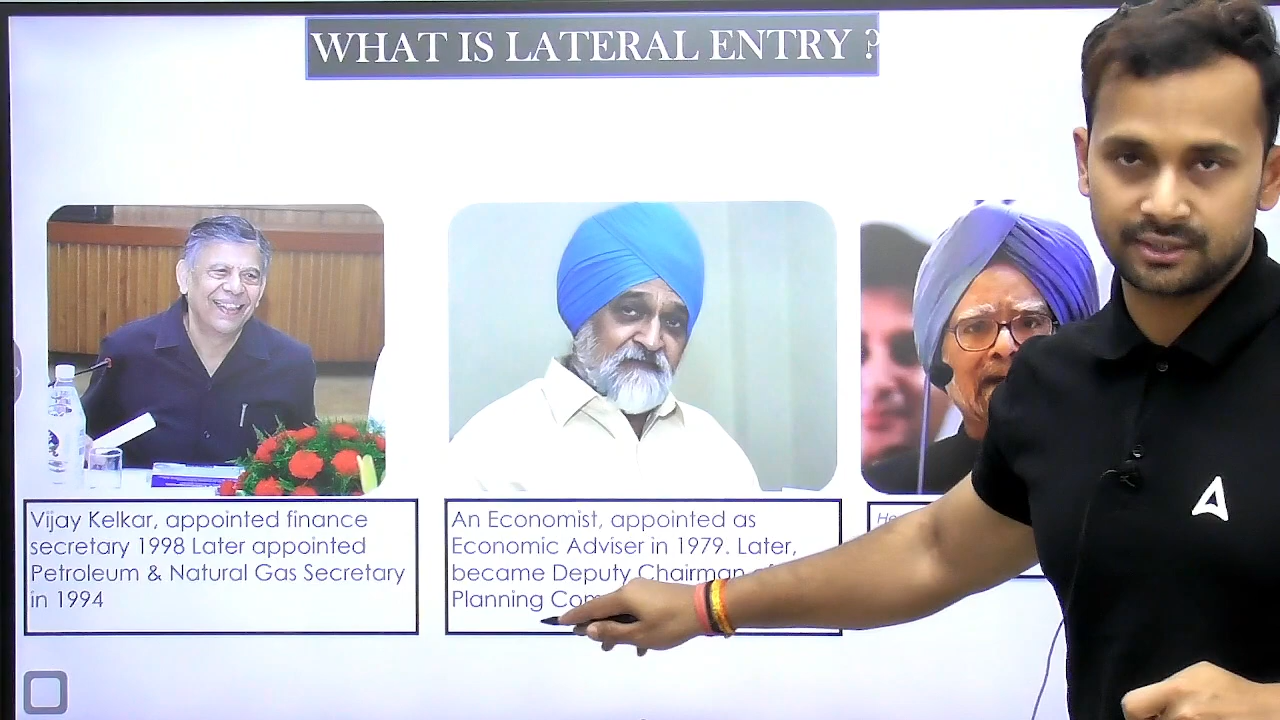 WHAT IS LATERAL ENTRY ?
Vijay Kelkar, appointed finance
secretary 1998 Later appointed
Petroleum & Natural Gas Secretary
in 1994
An Economist, appointed as
Economic Adviser in 1979. Later,
became Deputy Chairman
Planning